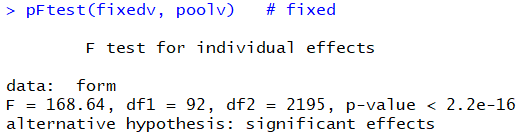 > pFtest(fixedv, poolv)   # fixed
F test for individual effects
data:  form
F = 168.64, df1 = 92, df2 = 2195, p-value < 2.2e-16
alternative hypothesis: significant effects